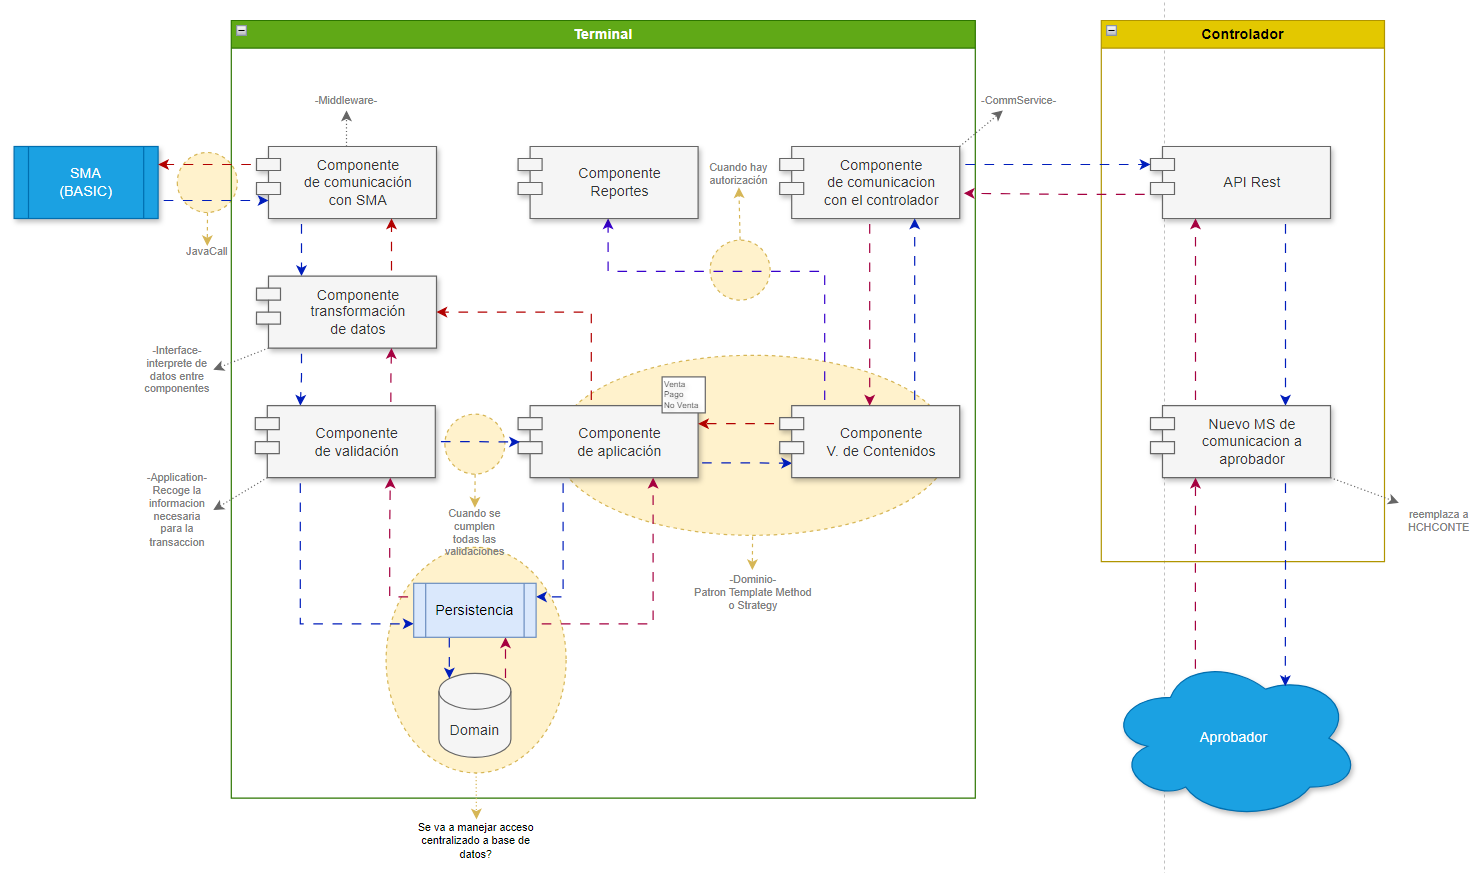 Terminal
Controlador
-Middleware-
-CommService-
SMA
(BASIC)
JavaCall
Componente
de comunicación
con SMA
Componente
Reportes
Cuando hay
autorización
Componente
de comunicacion
con el controlador
API Rest
Componente
transformación
de datos
-Interface-
interprete de
datos entre
componentes
Venta
Pago
No Venta
Componente
de validación
Componente
de aplicación
Componente
V. de Contenidos
Nuevo MS de
comunicacion a
aprobador
-Application-
Recoge la
informacion
necesaria
para la
transaccion
Cuando se
cumplen
todas las
validaciones
reemplaza a
HCHCONTE
-Dominio-
Patron Template Method
o Strategy
Persistencia
Domain
Aprobador
Se va a manejar acceso
centralizado a base de
datos?